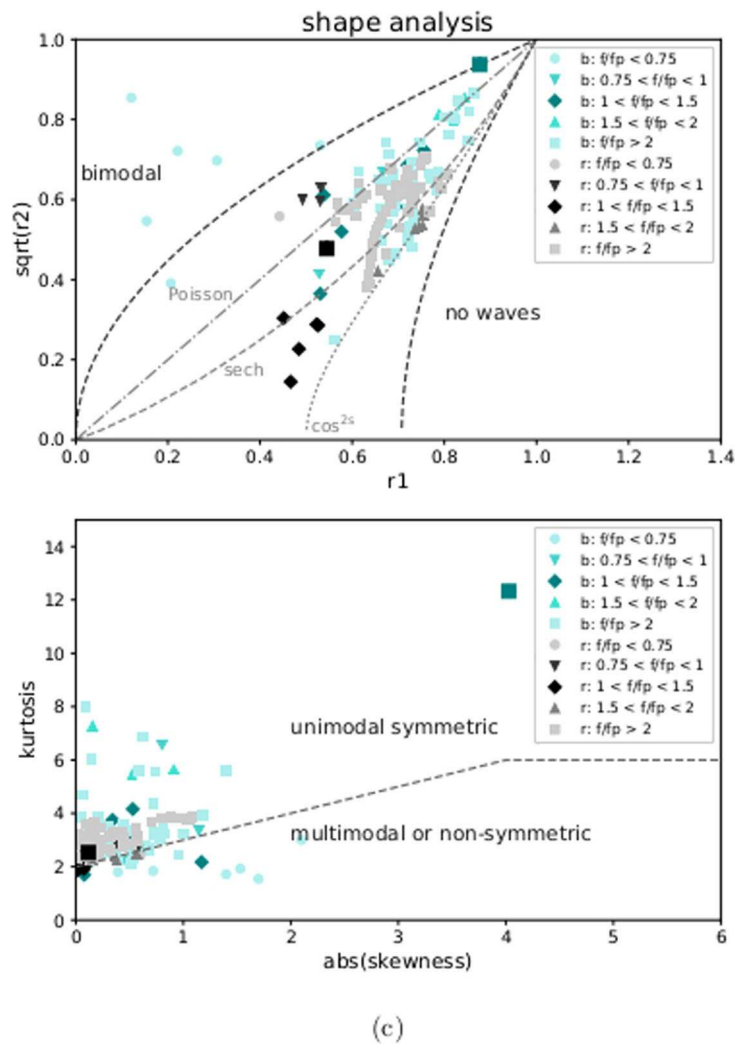 shape analysis
1.0
0.8
0.6
0.4
0.2
0.0
sqrt(r2)
bimodal
Poisson
sech
cos2s
no waves
b: f/fp < 0.75
b: 0.75 < f/fp < 1
b: 1 < f/fp < 1.5
b: 1.5 < f/fp < 2
b: f/fp > 2
r: f/fp < 0.75
r: 0.75 < f/fp < 1
r: 1 < f/fp < 1.5
r: 1.5 < f/fp < 2
r: f/fp > 2
0.0 0.2 0.4 0.6 0.8 1.0 1.2 1.4
r1
14
12
10
8
6
4
2
0
kurtosis
b: f/fp < 0.75
b: 0.75 < f/fp < 1
b: 1 < f/fp < 1.5
b: 1.5 < f/fp < 2
b: f/fp > 2
r: f/fp < 0.75
r: 0.75 < f/fp < 1
r: 1 < f/fp < 1.5
r: 1.5 < f/fp < 2
r: f/fp > 2
unimodal symmetric
multimodal or non-symmetric
0 1 2 3 4 5 6
abs(skewness)
(c)